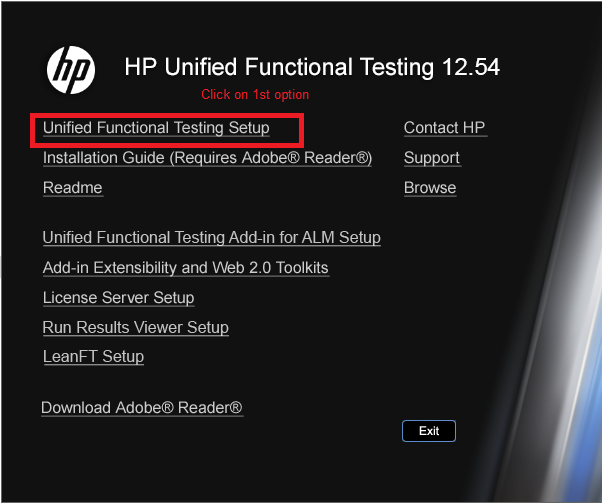 hp
HP Unified Functional Testing 12.54
Click on 1st option
Unified Functional Testing Setup
Installation Guide (Requires Adobe® Reader®)
Readme
Contact HP
Support
Browse
Unified Functional Testing Add-in for ALM Setup
Add-in Extensibility and Web 2.0 Toolkits
License Server Setup
Run Results Viewer Setup
LeanFT Setup
Download Adobe® Reader®
Exit